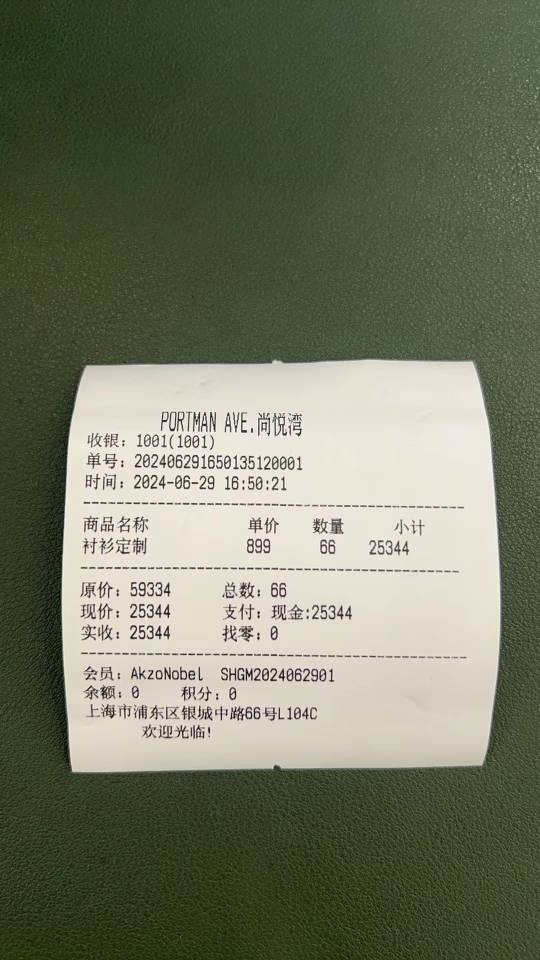 PORTMAN AVE.尚悦湾
收银：1001(1001)
单号：202406291650135120001
时间：2024-06-29 16:50:21
商品名称 单价 数量 小计
衬衫定制 899 66 25344
原价：59334 总数：66
现价：25344 支付：现金:25344
实收：25344 找零：0
会员：AkzoNobel SHGM2024062901
余额：0 积分：0
上海市浦东区银城中路66号L104C
欢迎光临!